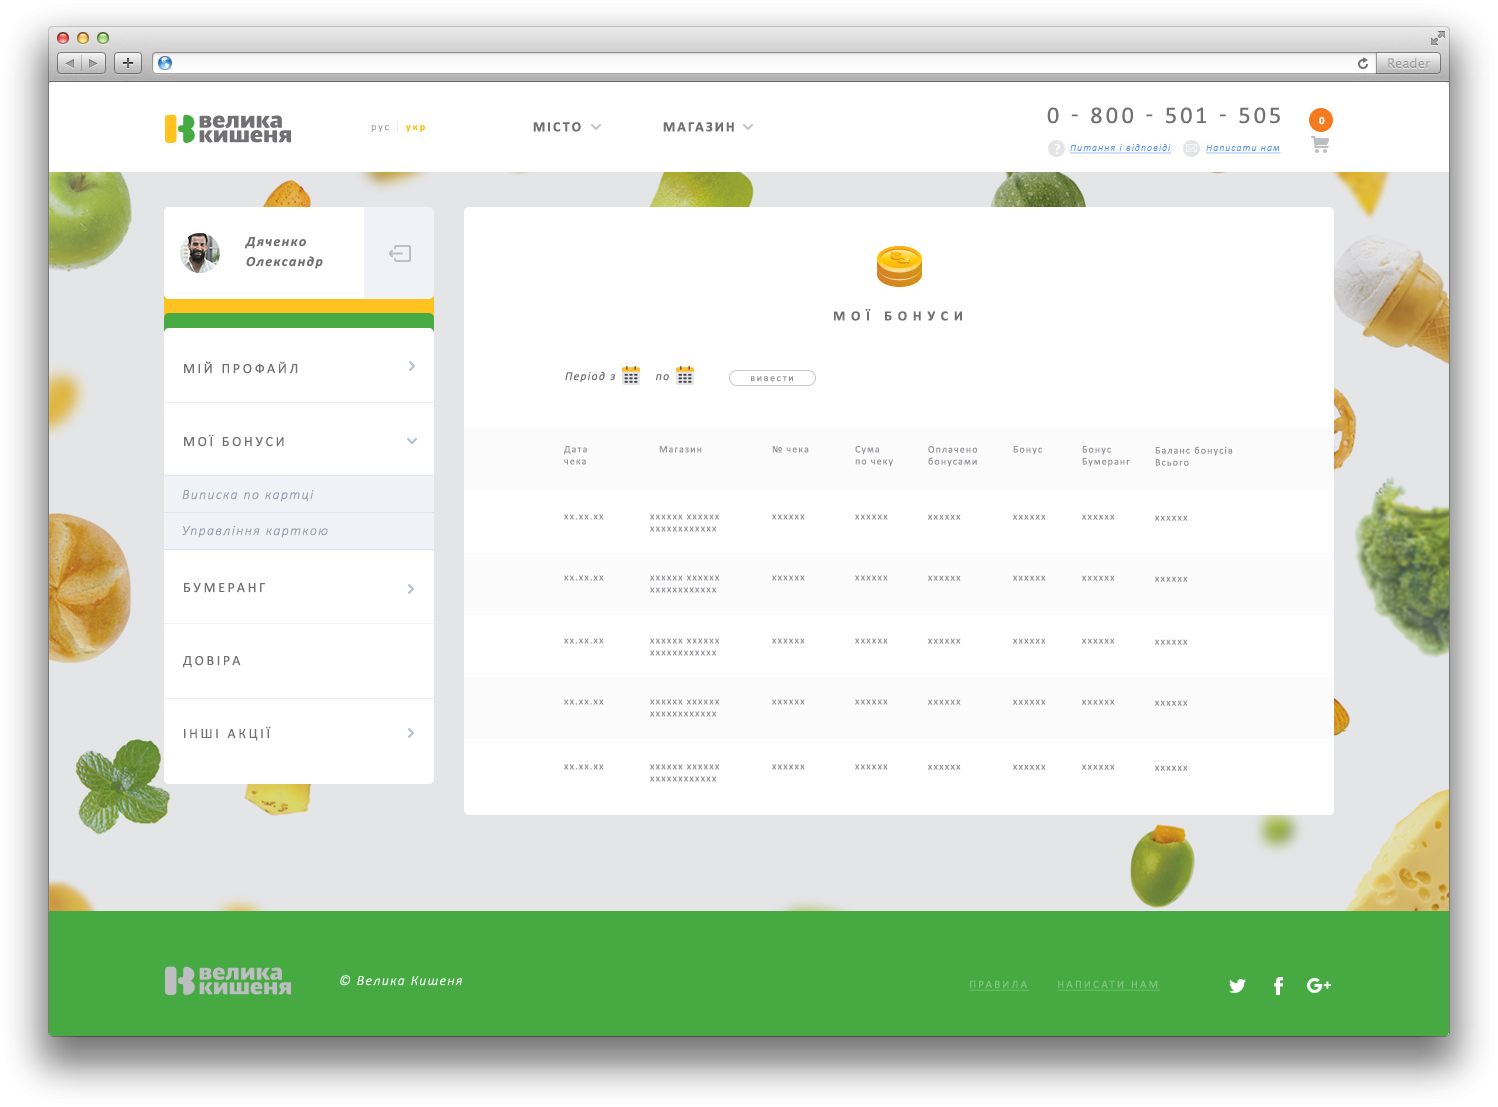 Reader
велика
кишеня
рус | укр
МІСТО
МАГАЗИН
0 - 800 - 501 - 505
0
?
Питання і відповіді
Написати нам
Дяченко
Олександр
МІЙ ПРОФАЙЛ
МОЇ БОНУСИ
Виписка по картці
Управління карткою
БУМЕРАНГ
ДОВІРА
ІНШІ АКЦІЇ
МОЇ БОНУСИ
Період з
по
вивести
Дата
чека
Магазин
№ чека
Сума
по чеку
Оплачено
бонусами
Бонус
Бонус
Бумеранг
Баланс бонусів
Всього
xx.xx.xx
xxxxxx xxxxxx
xxxxxxxxxxxx
xxxxxx
xxxxxx
xxxxxx
xxxxxx
xxxxxx
xxxxxx
xx.xx.xx
xxxxxx xxxxxx
xxxxxxxxxxxx
xxxxxx
xxxxxx
xxxxxx
xxxxxx
xxxxxx
xxxxxx
xx.xx.xx
xxxxxx xxxxxx
xxxxxxxxxxxx
xxxxxx
xxxxxx
xxxxxx
xxxxxx
xxxxxx
xxxxxx
xx.xx.xx
xxxxxx xxxxxx
xxxxxxxxxxxx
xxxxxx
xxxxxx
xxxxxx
xxxxxx
xxxxxx
xxxxxx
xx.xx.xx
xxxxxx xxxxxx
xxxxxxxxxxxx
xxxxxx
xxxxxx
xxxxxx
xxxxxx
xxxxxx
xxxxxx
велика
кишеня
© Велика Кишеня
ПРАВИЛА
НАПИСАТИ НАМ
G+